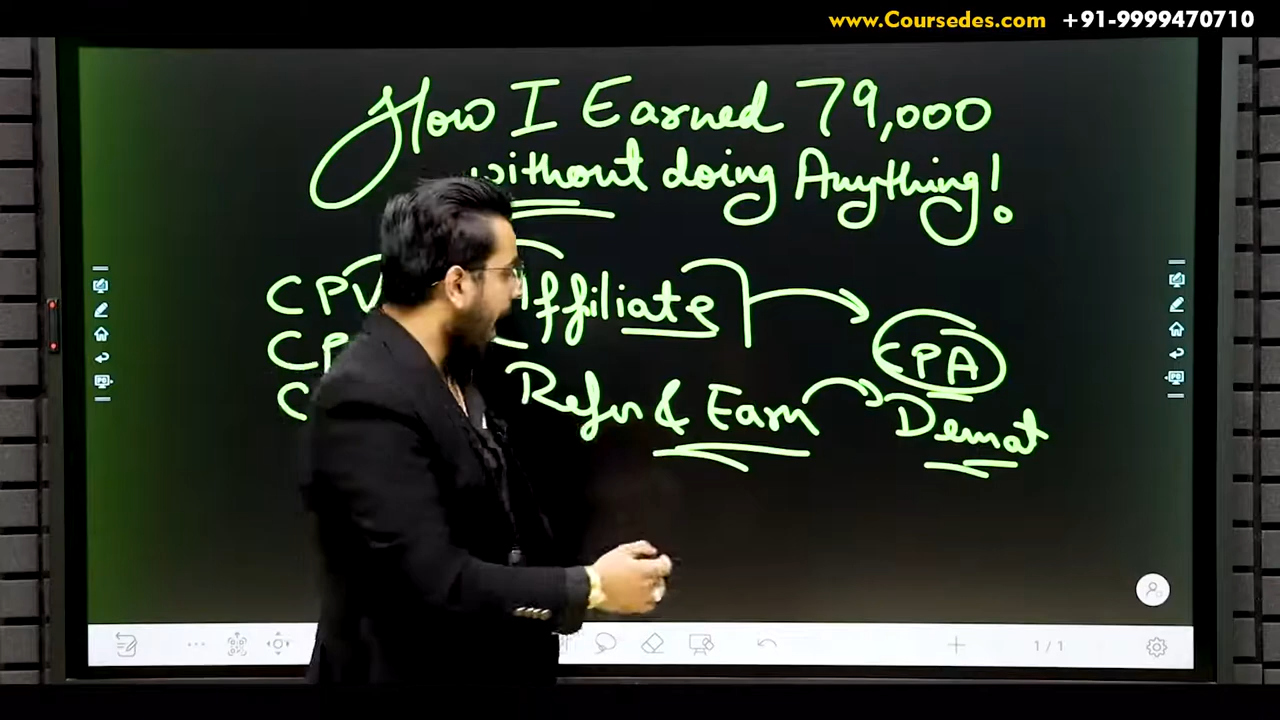 www.Coursedes.com +91-9999470710
How I Earned 79,000
without doing Anything!
CPV Affiliate
CPA
Refer & Earn
Demat
1 / 1